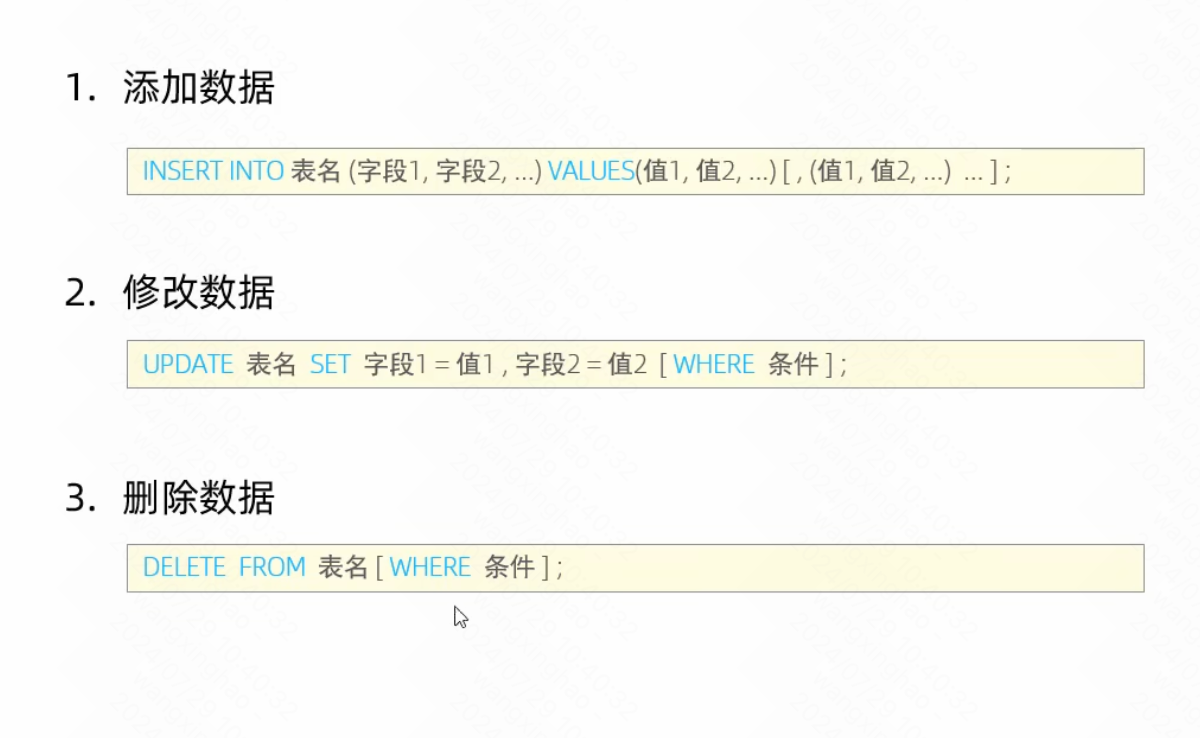 1. 添加数据
INSERT INTO 表名 (字段1, 字段2, ...) VALUES(值1, 值2, ...) [ , (值1, 值2, ...) ... ] ;
2. 修改数据
UPDATE 表名 SET 字段1 = 值1 , 字段2 = 值2 [ WHERE 条件 ] ;
3. 删除数据
DELETE FROM 表名 [ WHERE 条件 ] ;